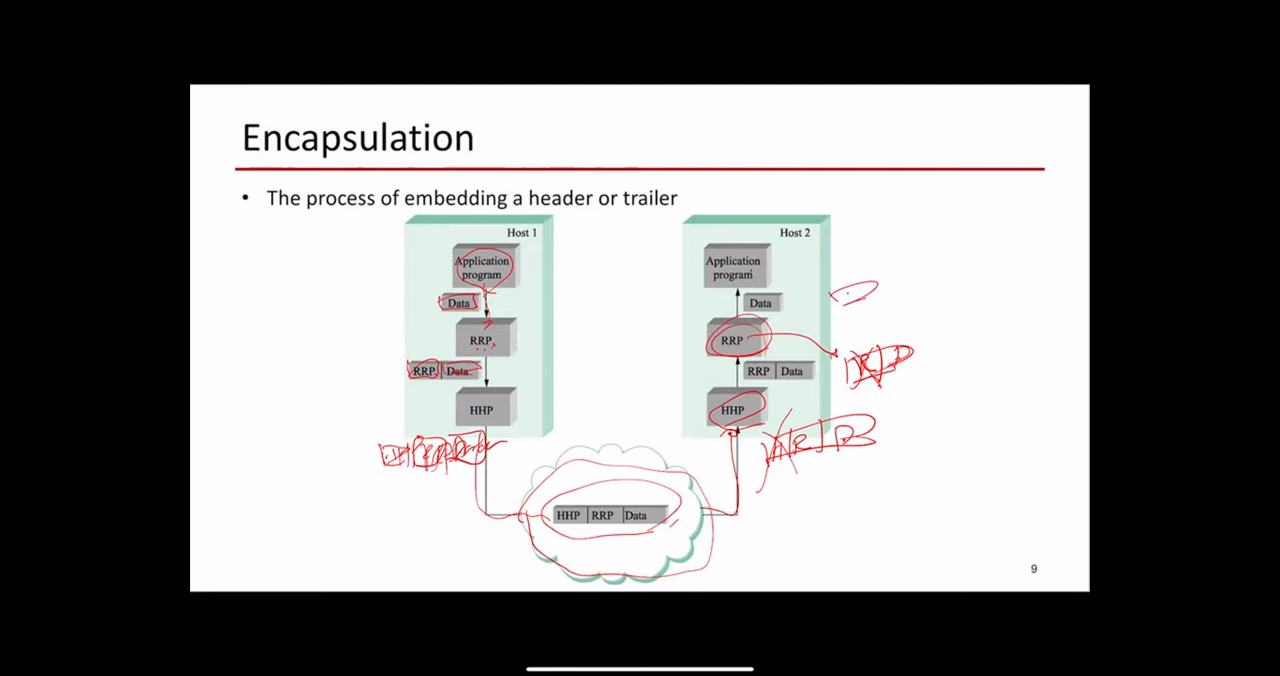 Encapsulation
• The process of embedding a header or trailer
Host 1
Application
program
Data
RRP
RRP Data
HHP
Host 2
Application
program
Data
RRP
RRP Data
HHP
HHP RRP Data
9